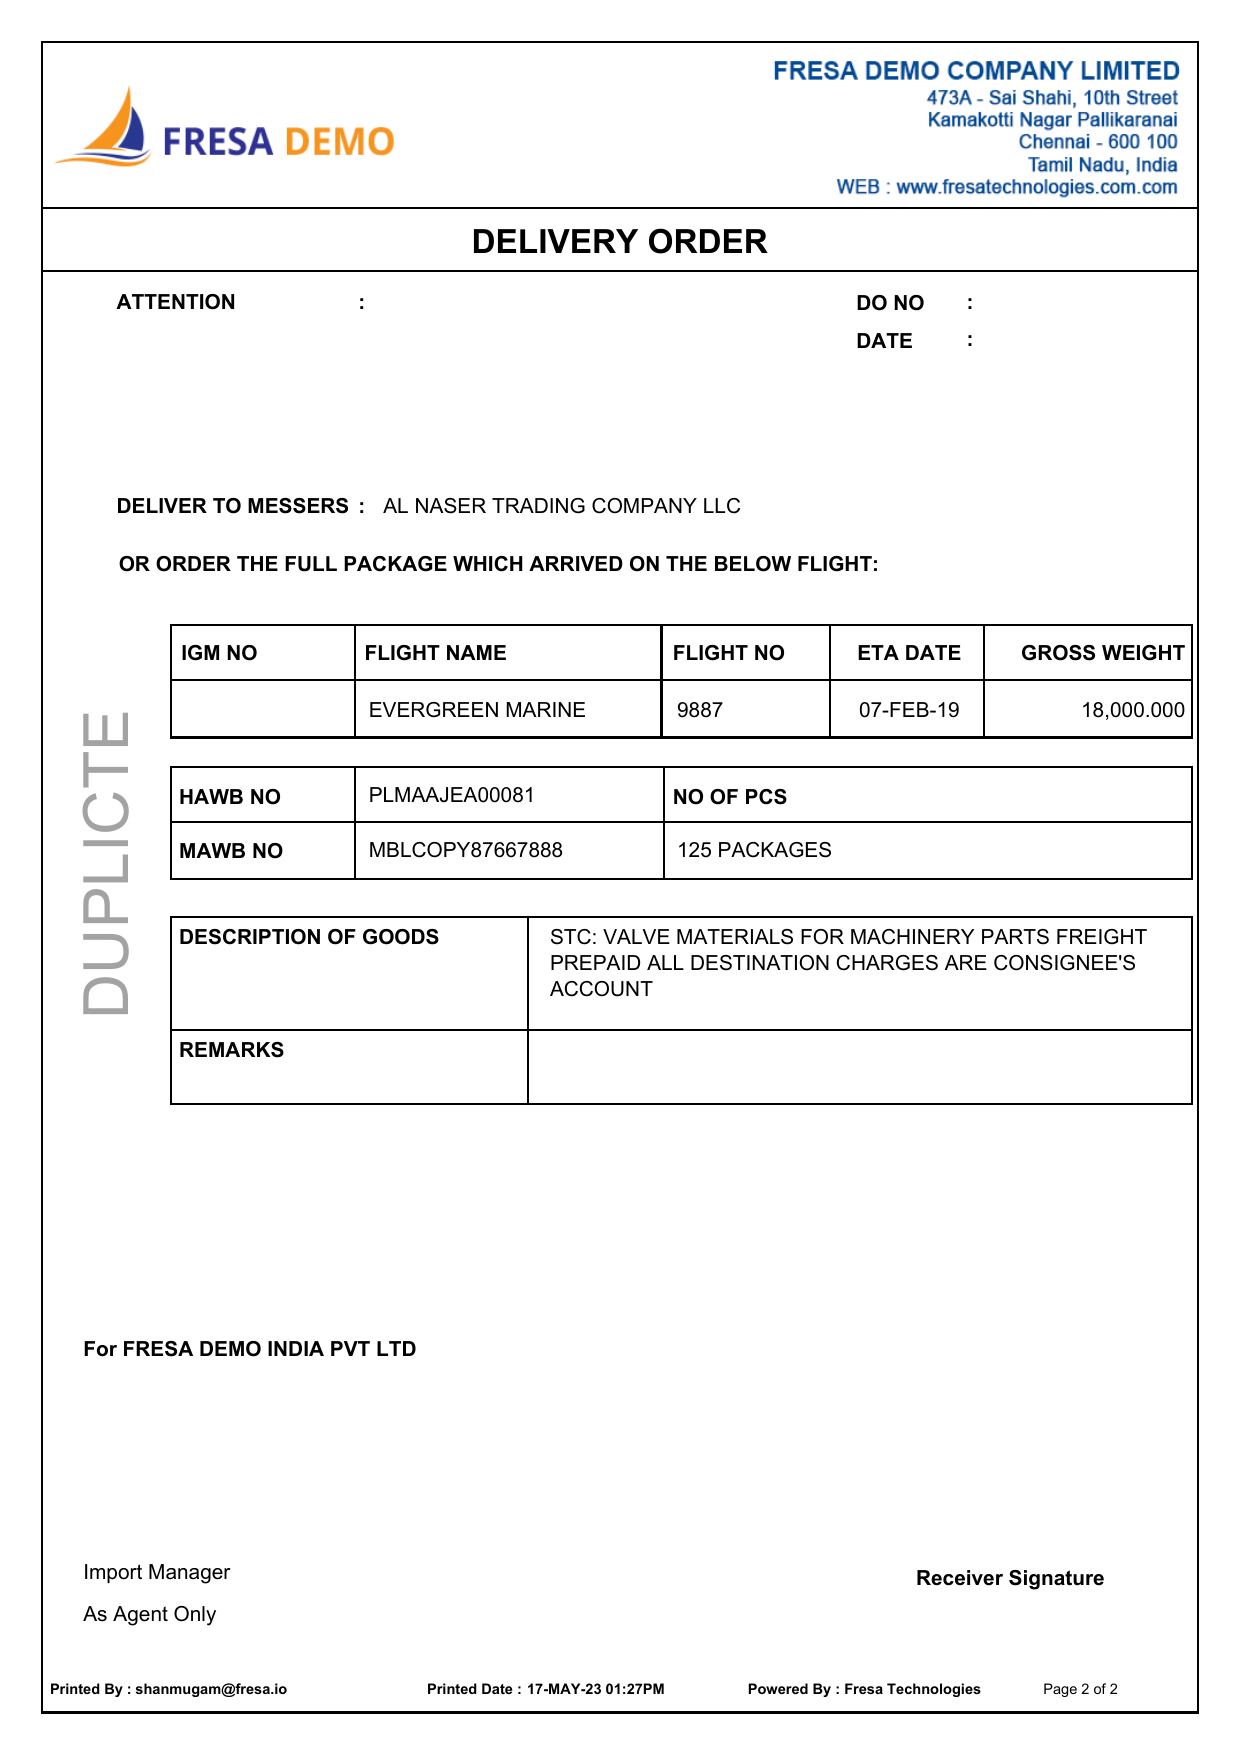 FRESA DEMO
FRESA DEMO COMPANY LIMITED
473A - Sai Shahi, 10th Street
Kamakotti Nagar Pallikaranai
Chennai - 600 100
Tamil Nadu, India
WEB : www.fresatechnologies.com.com
DELIVERY ORDER
ATTENTION :
DO NO :
DATE :
DELIVER TO MESSERS : AL NASER TRADING COMPANY LLC
OR ORDER THE FULL PACKAGE WHICH ARRIVED ON THE BELOW FLIGHT:
IGM NO FLIGHT NAME FLIGHT NO ETA DATE GROSS WEIGHT
EVERGREEN MARINE 9887 07-FEB-19 18,000.000
DUPLICTE
HAWB NO PLMAAJEA00081 NO OF PCS
MAWB NO MBLCOPY87667888 125 PACKAGES
DESCRIPTION OF GOODS STC: VALVE MATERIALS FOR MACHINERY PARTS FREIGHT
PREPAID ALL DESTINATION CHARGES ARE CONSIGNEE'S
ACCOUNT
REMARKS
For FRESA DEMO INDIA PVT LTD
Import Manager
Receiver Signature
As Agent Only
Printed By : shanmugam@fresa.io Printed Date : 17-MAY-23 01:27PM Powered By : Fresa Technologies Page 2 of 2